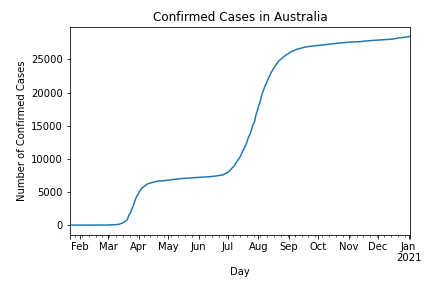 Confirmed Cases in Australia
Number of Confirmed Cases
25000
20000
15000
10000
5000
0
Feb Mar Apr May Jun Jul Aug Sep Oct Nov Dec Jan
2021
Day